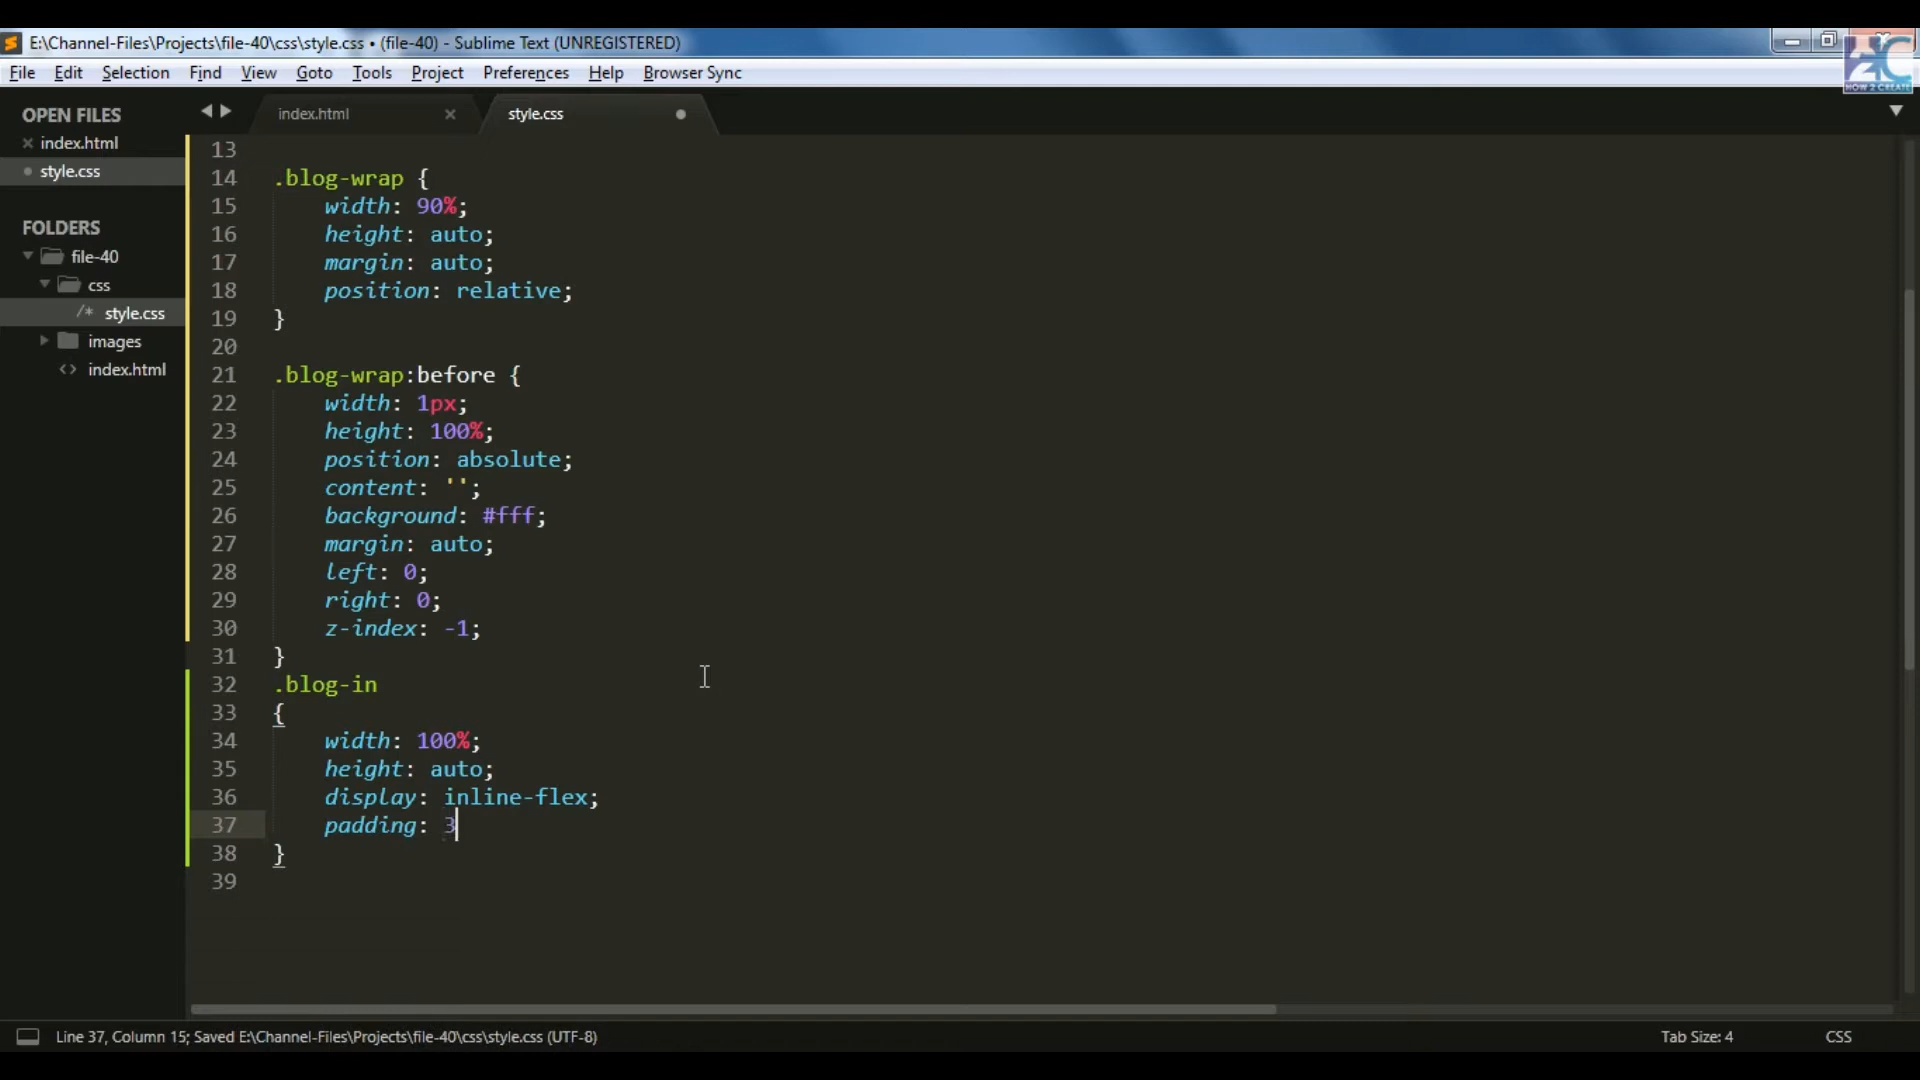 E:\Channel-Files\Projects\file-40\css\style.css • (file-40) - Sublime Text (UNREGISTERED)
File Edit Selection Find View Goto Tools Project Preferences Help Browser Sync
HOW 2 CREATE
OPEN FILES
index.html
style.css
FOLDERS
file-40
css
/* style.css
images
<> index.html
index.html
style.css
13
14 .blog-wrap {
15 width: 90%;
16 height: auto;
17 margin: auto;
18 position: relative;
19 }
20
21 .blog-wrap:before {
22 width: 1px;
23 height: 100%;
24 position: absolute;
25 content: '';
26 background: #fff;
27 margin: auto;
28 left: 0;
29 right: 0;
30 z-index: -1;
31 }
32 .blog-in
33 {
34 width: 100%;
35 height: auto;
36 display: inline-flex;
37 padding: 3
38 }
39
Line 37, Column 15; Saved E:\Channel-Files\Projects\file-40\css\style.css (UTF-8)
Tab Size: 4
CSS